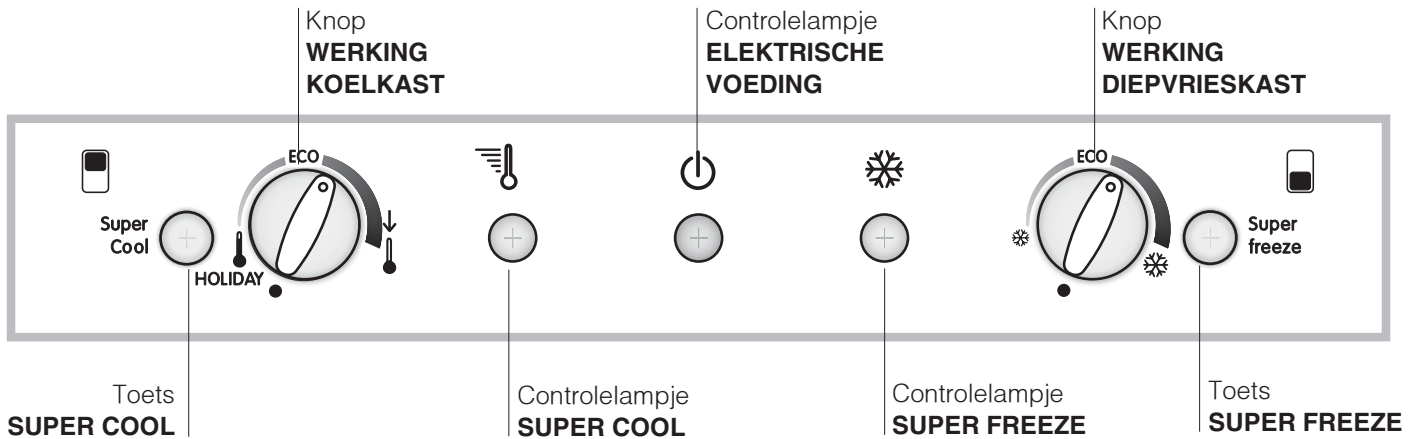 Knop
WERKING
KOELKAST
Controlelampje
ELEKTRISCHE
VOEDING
Knop
WERKING
DIEPVRIESKAST
Super
Cool
ECO
HOLIDAY
ECO
Super
freeze
Toets
SUPER COOL
Controlelampje
SUPER COOL
Controlelampje
SUPER FREEZE
Toets
SUPER FREEZE